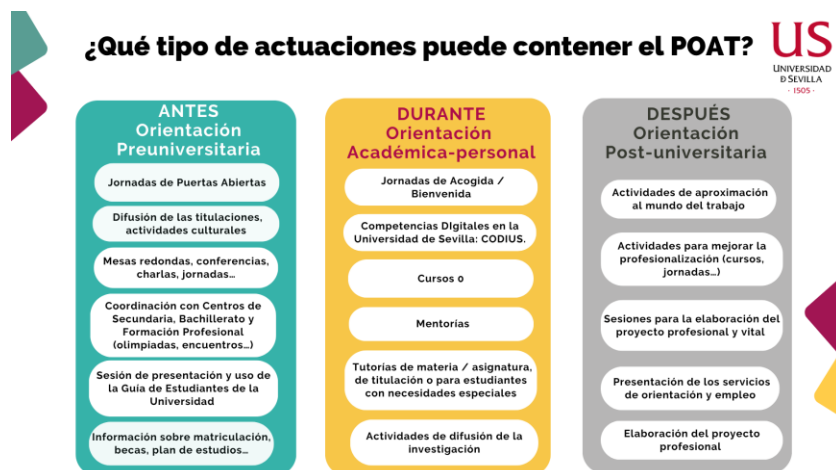 ¿Qué tipo de actuaciones puede contener el POAT?
US
UNIVERSIDAD
D SEVILLA
· 1505 ·
ANTES
Orientación
Preuniversitaria
Jornadas de Puertas Abiertas
Difusión de las titulaciones,
actividades culturales
Mesas redondas, conferencias,
charlas, jornadas...
Coordinación con Centros de
Secundaria, Bachillerato y
Formación Profesional
(olimpiadas, encuentros...)
Sesión de presentación y uso de
la Guía de Estudiantes de la
Universidad
Información sobre matriculación,
becas, plan de estudios...
DURANTE
Orientación
Académica-personal
Jornadas de Acogida /
Bienvenida
Competencias DIgitales en la
Universidad de Sevilla: CODIUS.
Cursos 0
Mentorías
Tutorías de materia / asignatura,
de titulación o para estudiantes
con necesidades especiales
Actividades de difusión de la
investigación
DESPUÉS
Orientación
Post-universitaria
Actividades de aproximación
al mundo del trabajo
Actividades para mejorar la
profesionalización (cursos,
jornadas...)
Sesiones para la elaboración del
proyecto profesional y vital
Presentación de los servicios
de orientación y empleo
Elaboración del proyecto
profesional